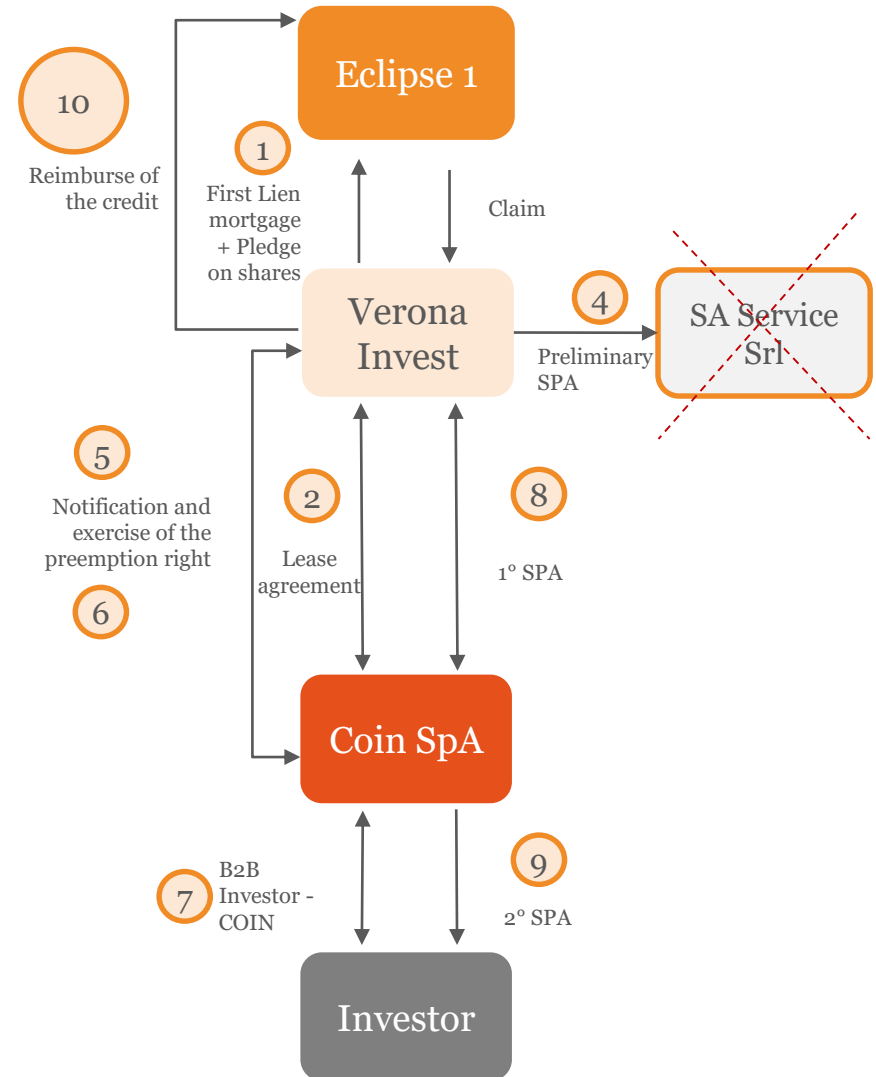 Eclipse 1
10
Reimburse of
the credit
1
First Lien
mortgage
+ Pledge
on shares
Claim
Verona
Invest
4
Preliminary
SPA
SA Service
Srl
5
Notification and
exercise of the
preemption right
6
2
Lease
agreement
8
1° SPA
Coin SpA
7
B2B
Investor -
COIN
9
2° SPA
Investor